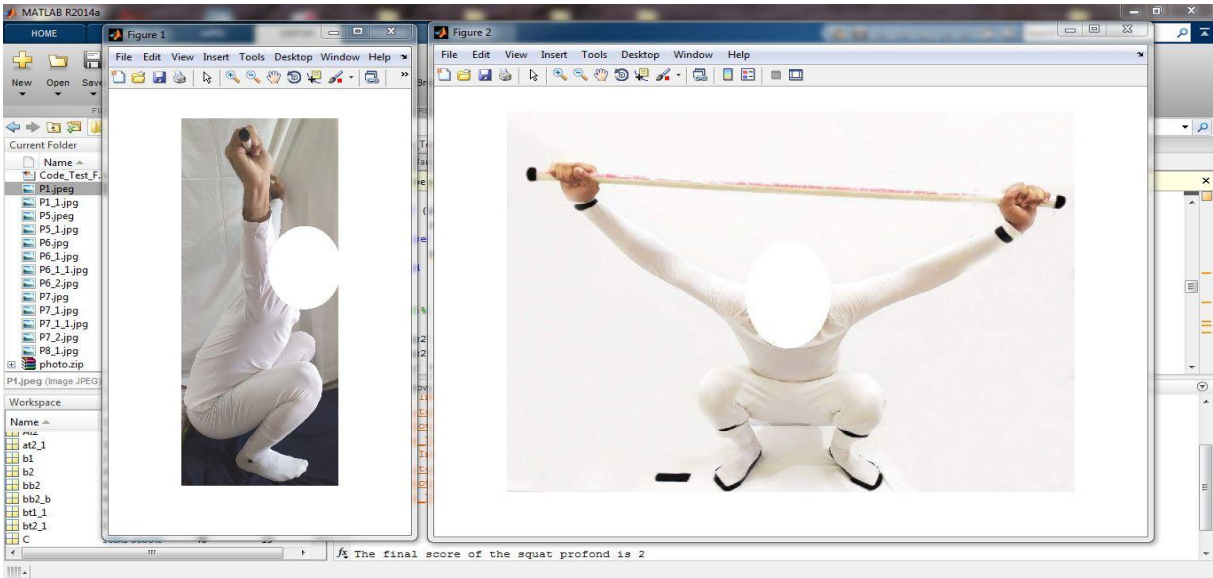 MATLAB R2014a
HOME
New Open Save
Current Folder
Name
Code_Test_F.
P1.jpeg
P1_1.jpg
P5.jpeg
P5_1.jpg
P6.jpg
P6_1.jpg
P6_1_1.jpg
P6_2.jpg
P7.jpg
P7_1.jpg
P7_1_1.jpg
P7_2.jpg
P8_1.jpg
photo.zip
P1.jpeg (Image JPEG)
Workspace
Name
at2_1
b1
b2
bb2
bb2_b
bt1_1
bt2_1
C
Figure 1
File Edit View Insert Tools Desktop Window Help
Figure 2
File Edit View Insert Tools Desktop Window Help
fx The final score of the squat profond is 2